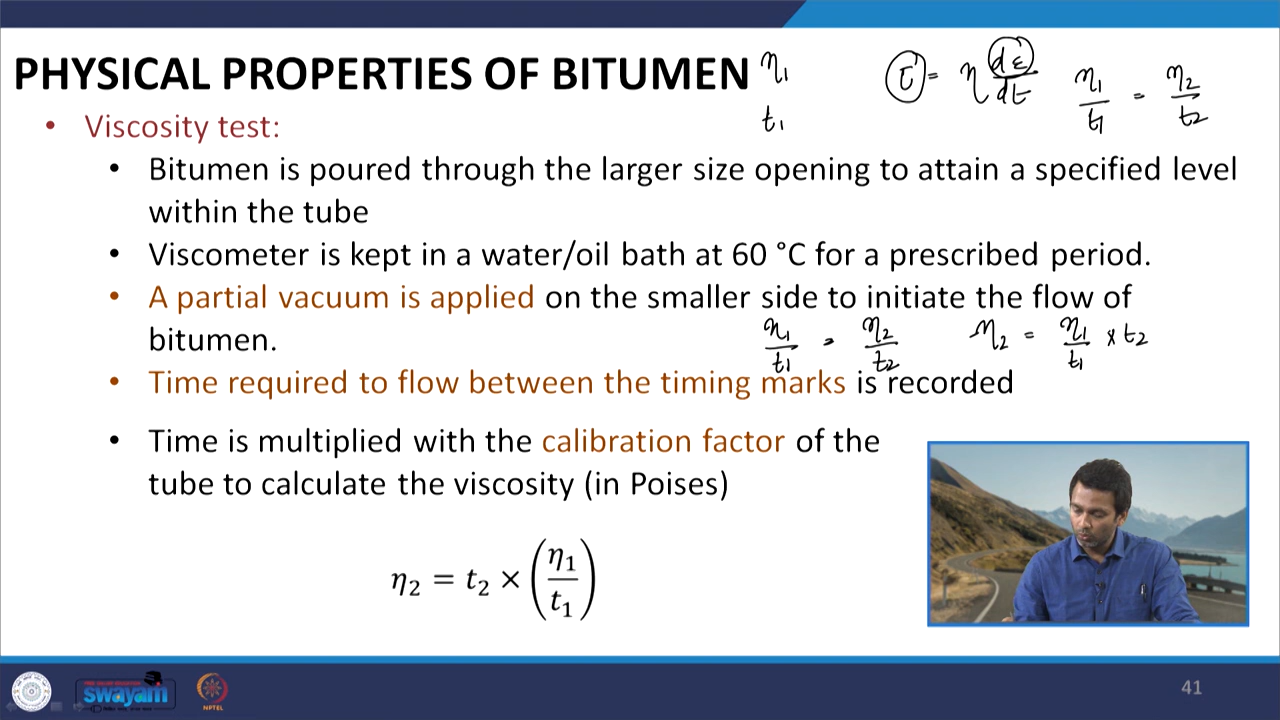 PHYSICAL PROPERTIES OF BITUMEN
η₁
t₁
τ = η dε/dt
η₁/t₁ = η₂/t₂
• Viscosity test:
• Bitumen is poured through the larger size opening to attain a specified level
within the tube
• Viscometer is kept in a water/oil bath at 60 °C for a prescribed period.
• A partial vacuum is applied on the smaller side to initiate the flow of
bitumen.
η₁/t₁ = η₂/t₂
η₂ = η₁/t₁ × t₂
• Time required to flow between the timing marks is recorded
• Time is multiplied with the calibration factor of the
tube to calculate the viscosity (in Poises)
η₂ = t₂ × (η₁/t₁)
swayam
NPTEL
41